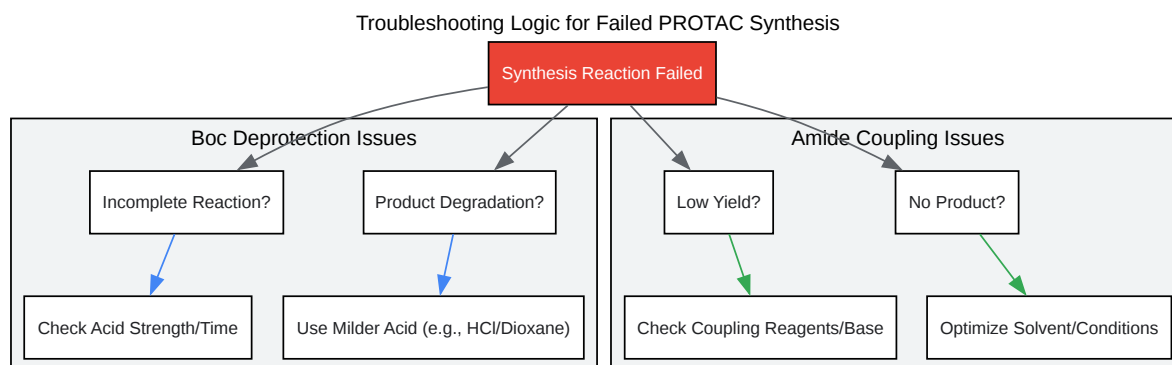 Troubleshooting Logic for Failed PROTAC Synthesis
Synthesis Reaction Failed
Boc Deprotection Issues
Amide Coupling Issues
Incomplete Reaction?
Product Degradation?
Low Yield?
No Product?
Check Acid Strength/Time
Use Milder Acid (e.g., HCl/Dioxane)
Check Coupling Reagents/Base
Optimize Solvent/Conditions